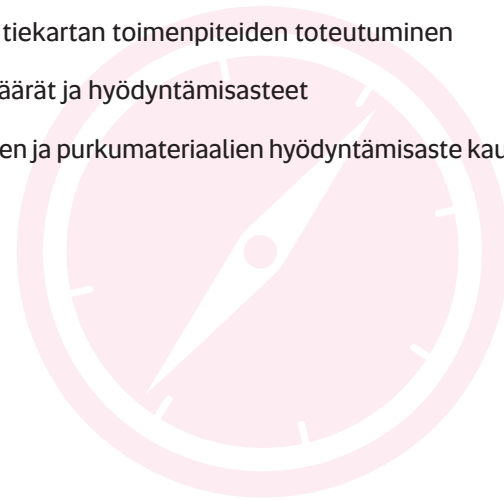 tiekartan toimenpiteiden toteutuminen
äärät ja hyödyntämisasteet
en ja purkumateriaalien hyödyntämisaste kau